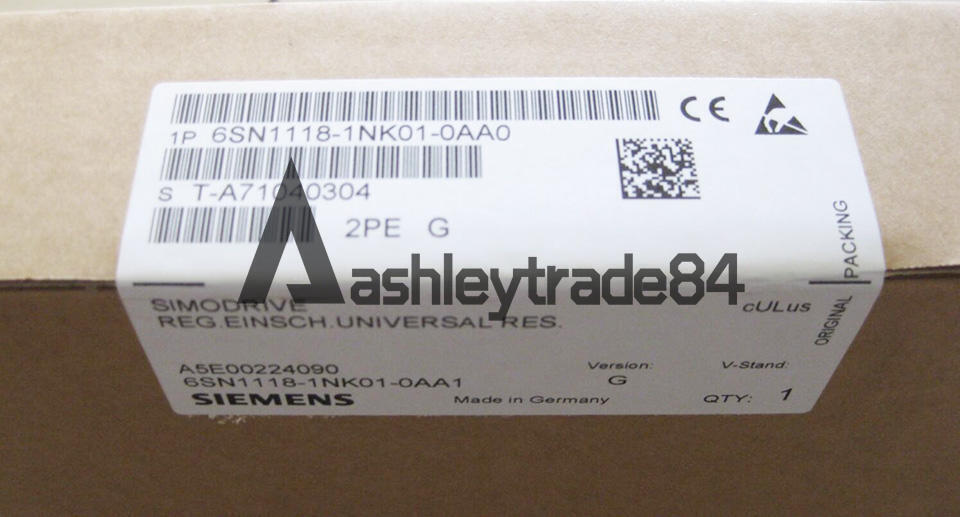 CE
1P 6SN1118-1NK01-0AA0
S T-A71040304
2PE G
ashleytrade84
PACKING
ORIGINAL
SIMODRIVE
cULus
REG.EINSCH.UNIVERSAL RES.
A5E00224090
Version:
V-Stand:
6SN1118-1NK01-0AA1
G
SIEMENS
Made in Germany
QTY: 1